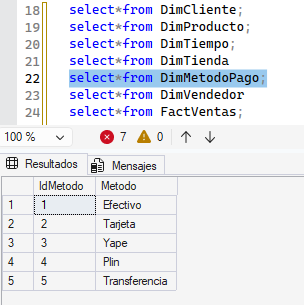 18 select*from DimCliente;
19 select*from DimProducto;
20 select*from DimTiempo;
21 select*from DimTienda
22 select*from DimMetodoPago;
23 select*from DimVendedor
24 select*from FactVentas;
100 % 7 0
Resultados Mensajes
IdMetodo Metodo
1 1 Efectivo
2 2 Tarjeta
3 3 Yape
4 4 Plin
5 5 Transferencia